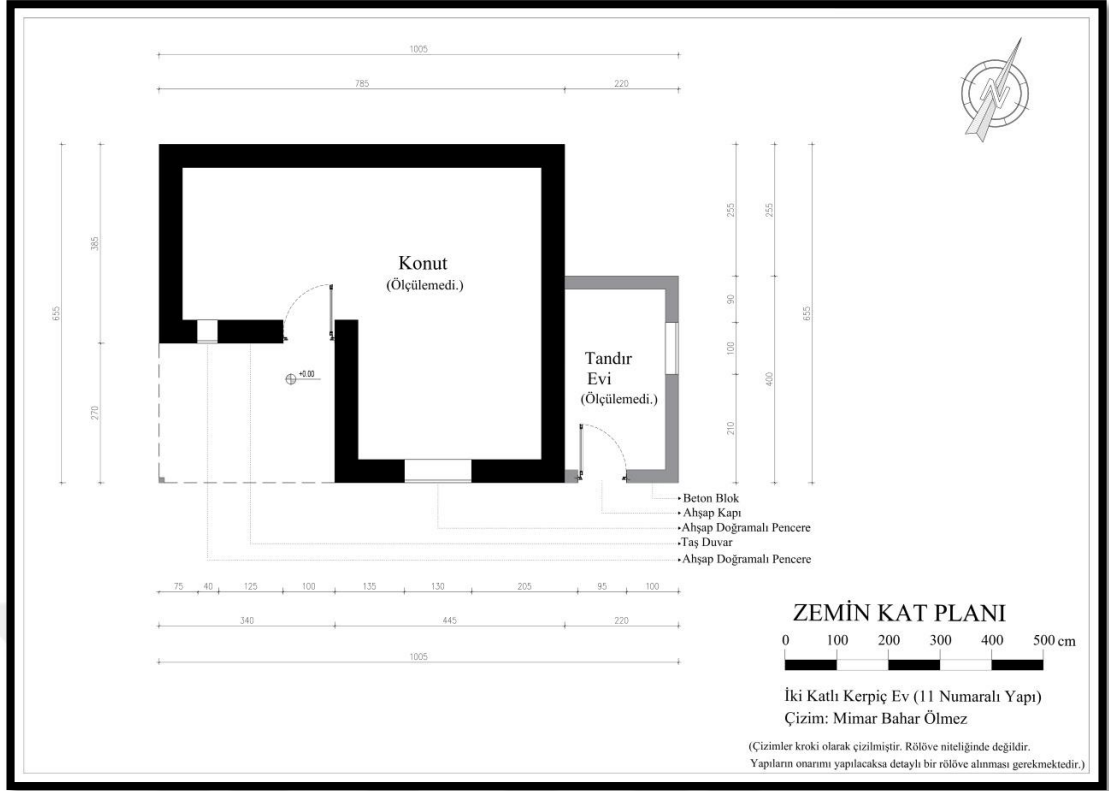 1005
785
220
655
385
270
255
90
100
210
255
400
655
Konut
(Ölçülemedi.)
Tandır
Evi
(Ölçülemedi.)
+0.00
Beton Blok
Ahşap Kapı
Ahşap Doğramalı Pencere
Taş Duvar
Ahşap Doğramalı Pencere
75 40 125 100 135 130 205 95 100
340 445 220
1005
ZEMİN KAT PLANI
0 100 200 300 400 500 cm
İki Katlı Kerpiç Ev (11 Numaralı Yapı)
Çizim: Mimar Bahar Ölmez
(Çizimler kroki olarak çizilmiştir. Rölöve niteliğinde değildir.
Yapıların onarımı yapılacaksa detaylı bir rölöve alınması gerekmektedir.)